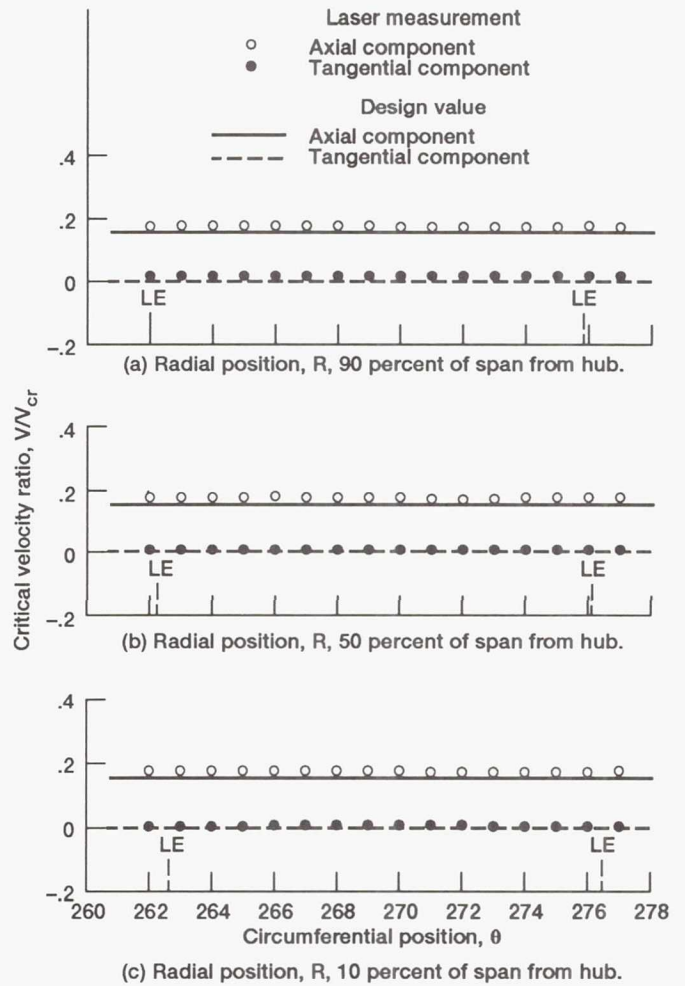 Laser measurement
Axial component
Tangential component
Design value
Axial component
Tangential component
.4
.2
0
-.2
LE
LE
(a) Radial position, R, 90 percent of span from hub.
Critical velocity ratio, V/Vcr
.4
.2
0
-.2
LE
LE
(b) Radial position, R, 50 percent of span from hub.
.4
.2
0
-.2
LE
LE
260 262 264 266 268 270 272 274 276 278
Circumferential position, θ
(c) Radial position, R, 10 percent of span from hub.